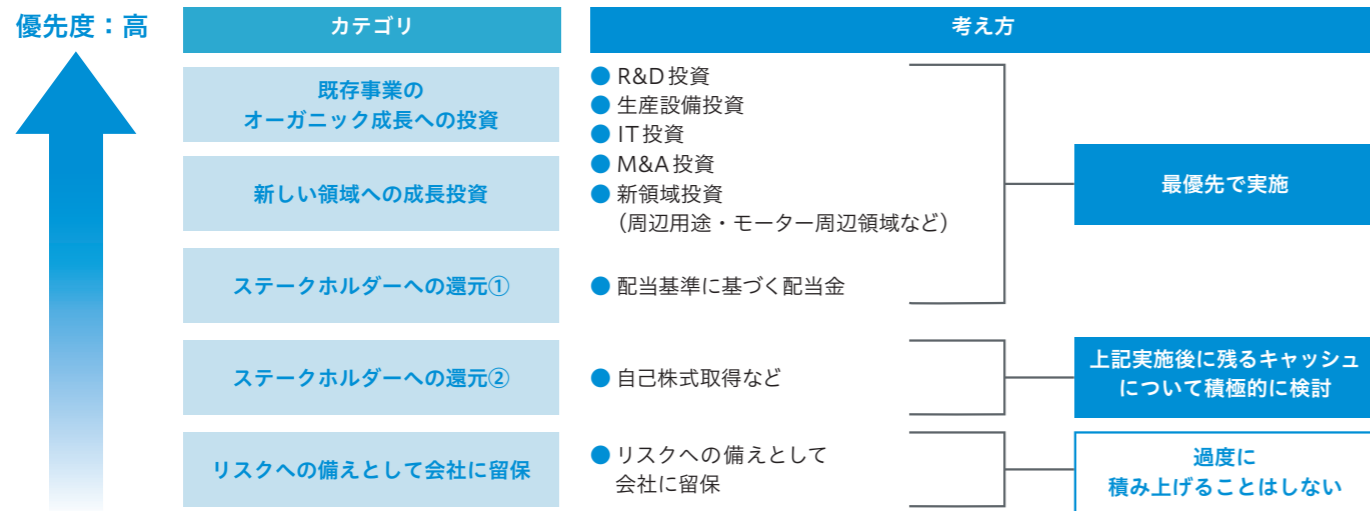 優先度：高
カテゴリ
考え方
既存事業の
オーガニック成長への投資
新しい領域への成長投資
● R&D投資
● 生産設備投資
● IT投資
● M&A投資
● 新領域投資
（周辺用途・モーター周辺領域など）
ステークホルダーへの還元①
● 配当基準に基づく配当金
最優先で実施
ステークホルダーへの還元②
● 自己株式取得など
上記実施後に残るキャッシュ
について積極的に検討
リスクへの備えとして会社に留保
● リスクへの備えとして
会社に留保
過度に
積み上げることはしない